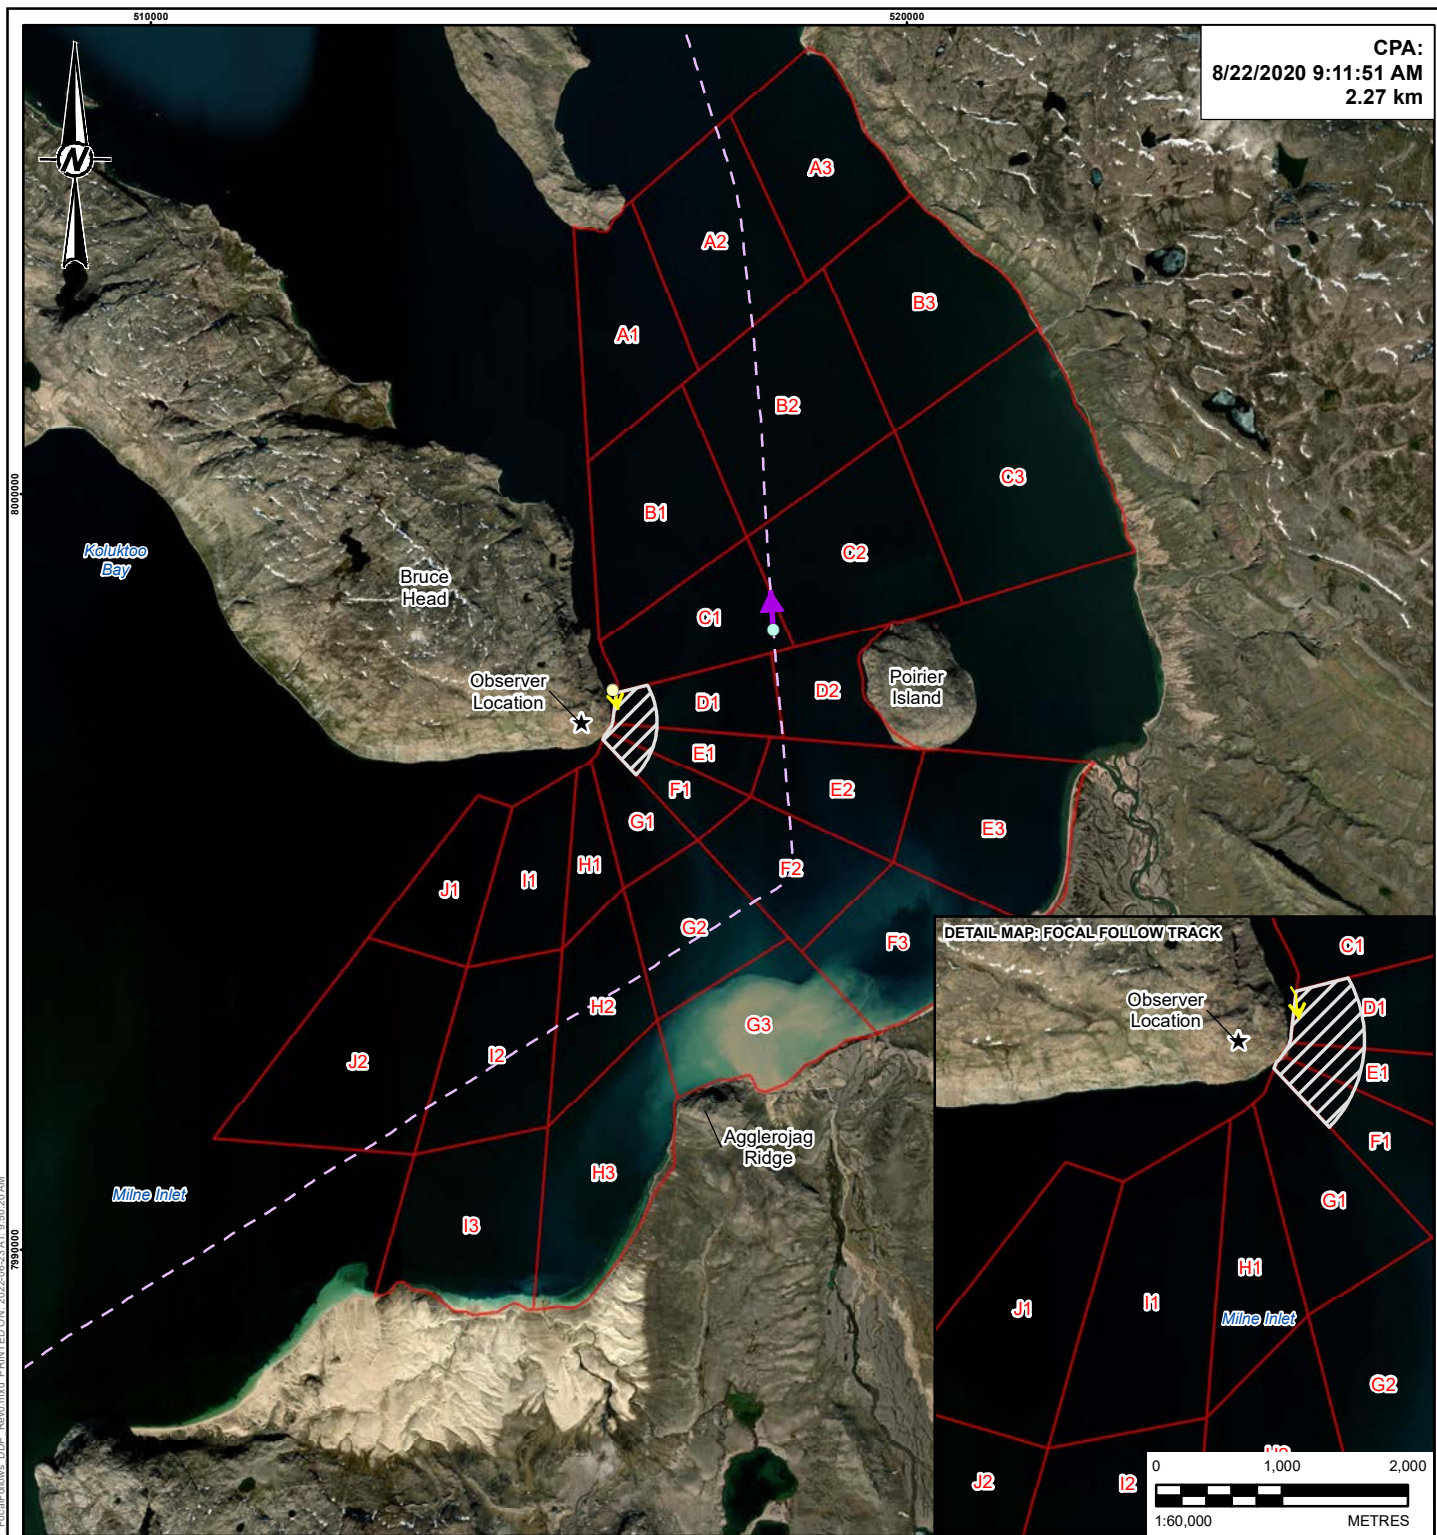 510000
520000
CPA:
8/22/2020 9:11:51 AM
2.27 km
N
A3
A2
B3
A1
B2
8000000
C3
B1
Koluktoo
Bay
C2
Bruce
Head
C1
Observer
Location
Poirier
Island
D2
D1
E1
E2
F1
G1
E3
H1
F2
I1
J1
G2
F3
DETAIL MAP: FOCAL FOLLOW TRACK
C1
H2
Observer
Location
D1
G3
I2
J2
E1
Agglerojag
Ridge
F1
H3
Milne Inlet
G1
I3
7990000
H1
J1
I1
Milne Inlet
G2
J2
I2
0
1,000
2,000
1:60,000
METRES